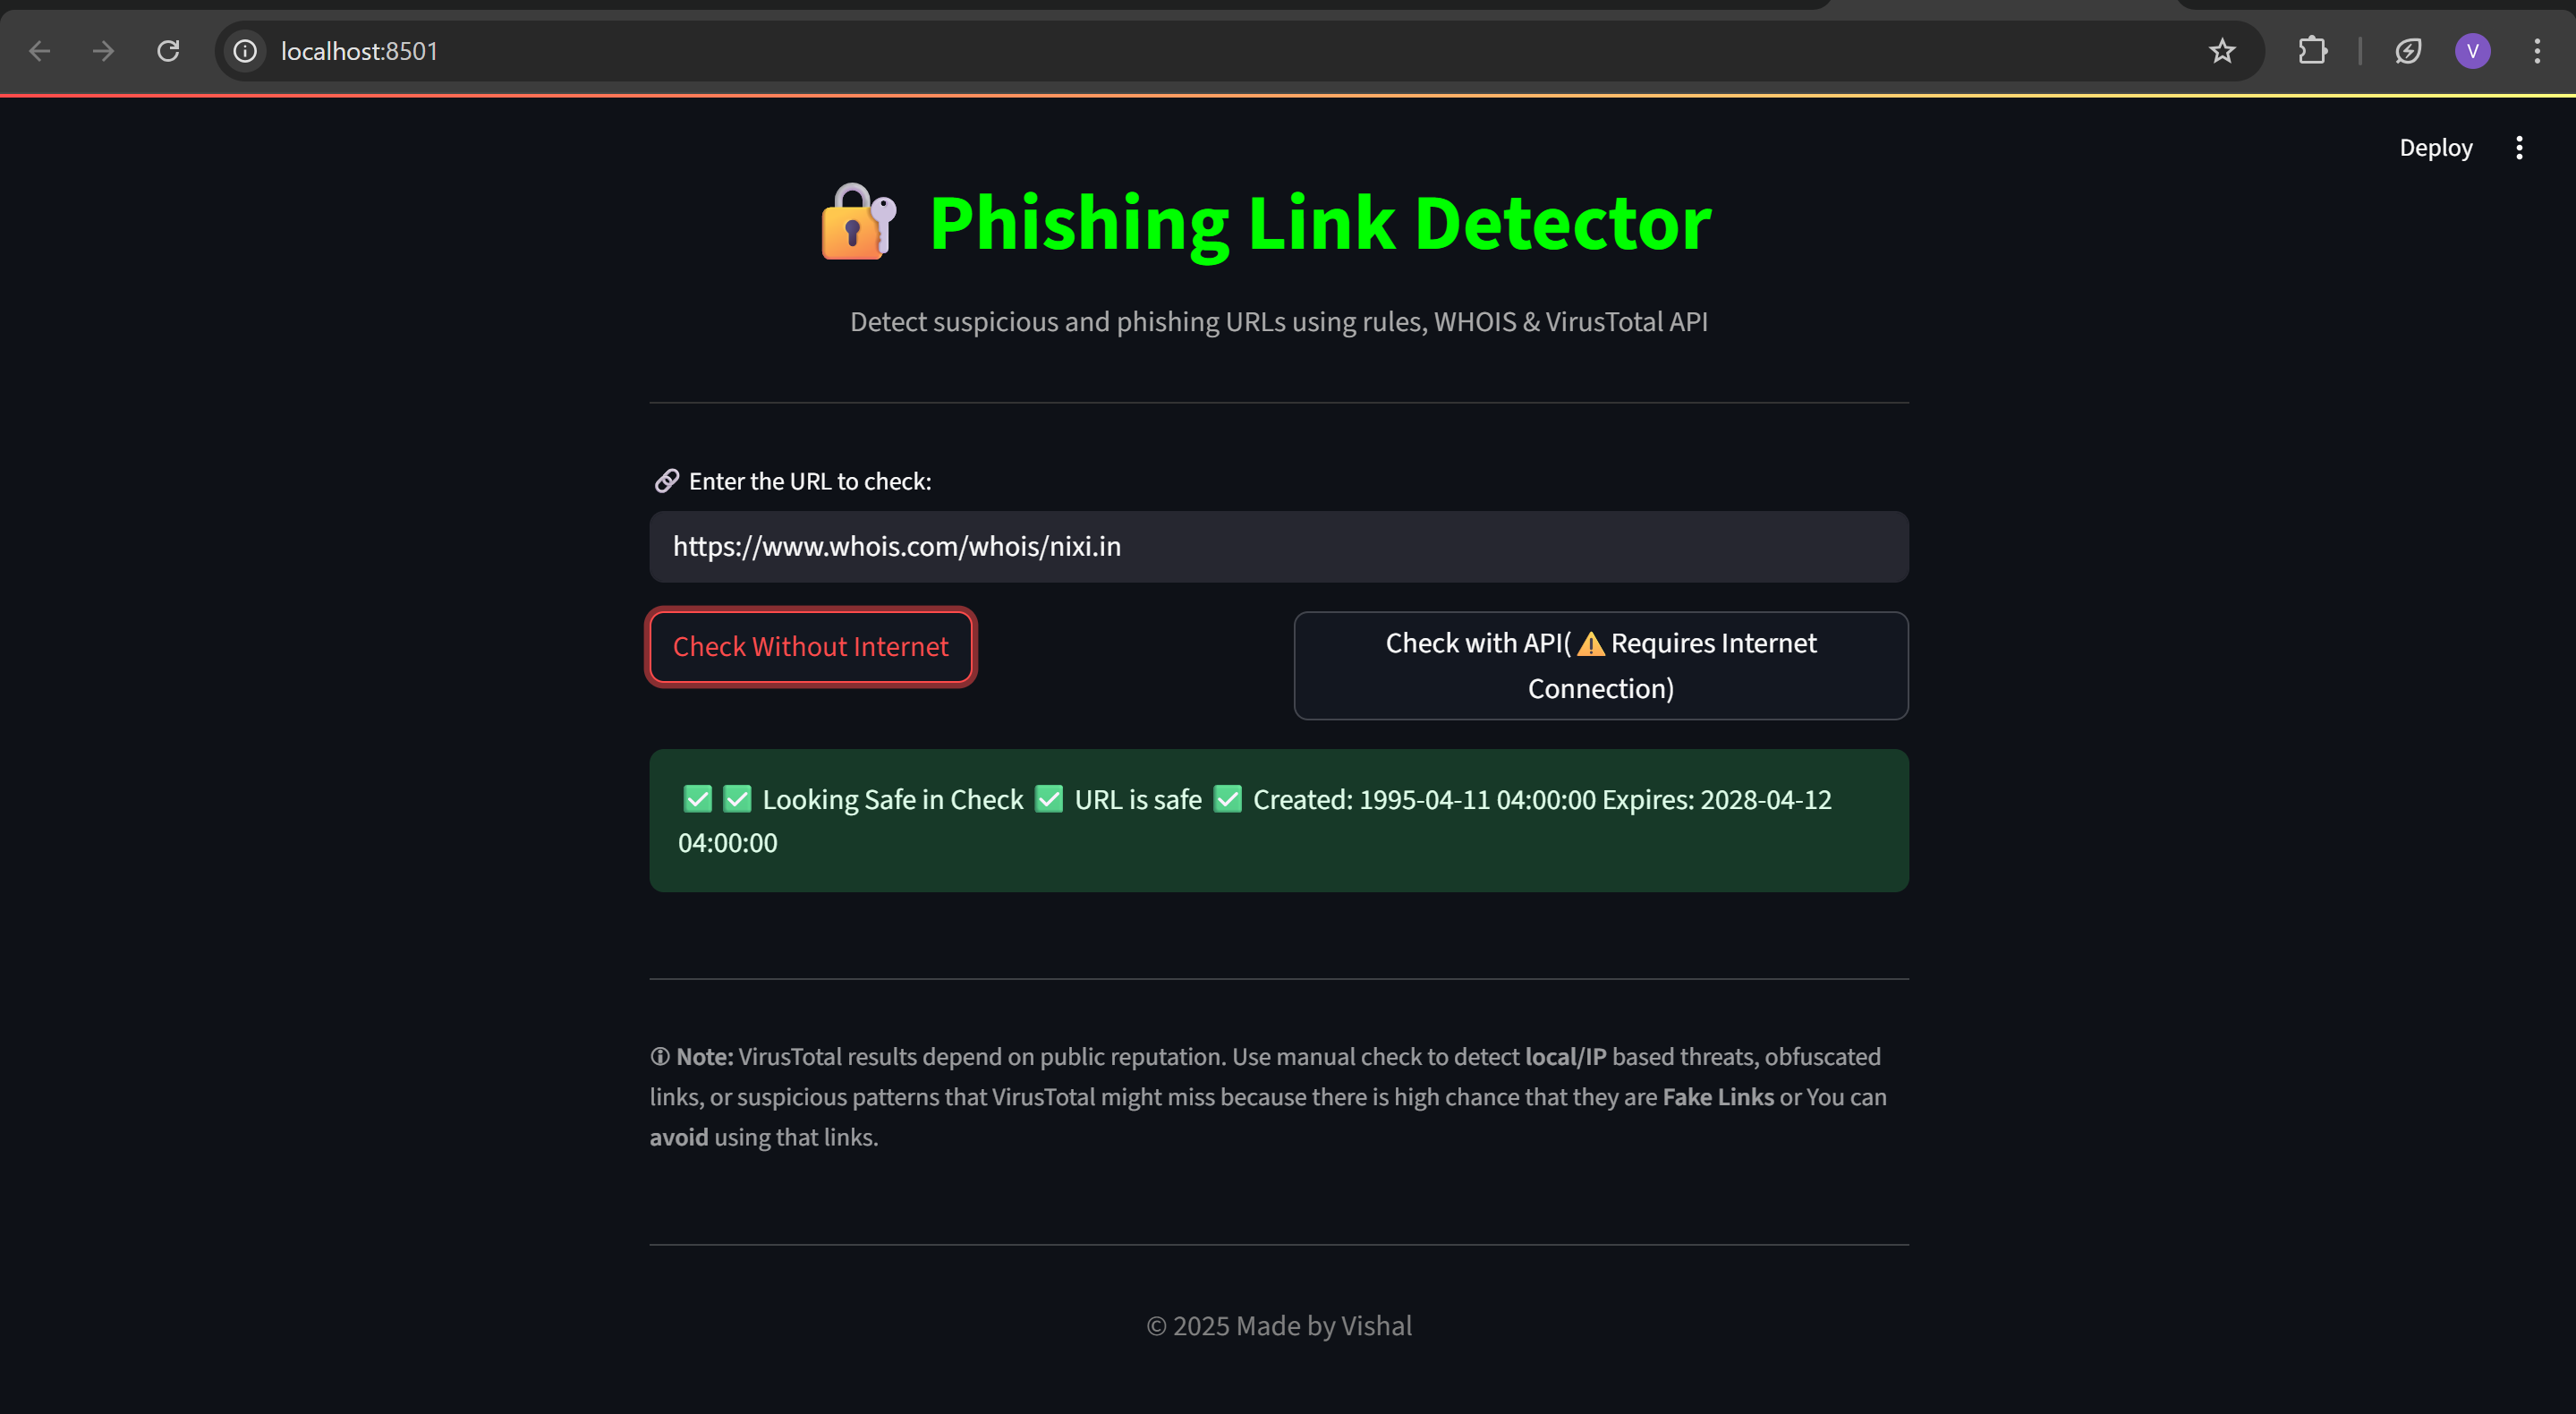 localhost:8501
V
Deploy
Phishing Link Detector
Detect suspicious and phishing URLs using rules, WHOIS & VirusTotal API
Enter the URL to check:
https://www.whois.com/whois/nixi.in
Check Without Internet
Check with API(⚠️ Requires Internet
Connection)
✅ ✅ Looking Safe in Check ✅ URL is safe ✅ Created: 1995-04-11 04:00:00 Expires: 2028-04-12
04:00:00
ⓘ Note: VirusTotal results depend on public reputation. Use manual check to detect local/IP based threats, obfuscated
links, or suspicious patterns that VirusTotal might miss because there is high chance that they are Fake Links or You can
avoid using that links.
© 2025 Made by Vishal